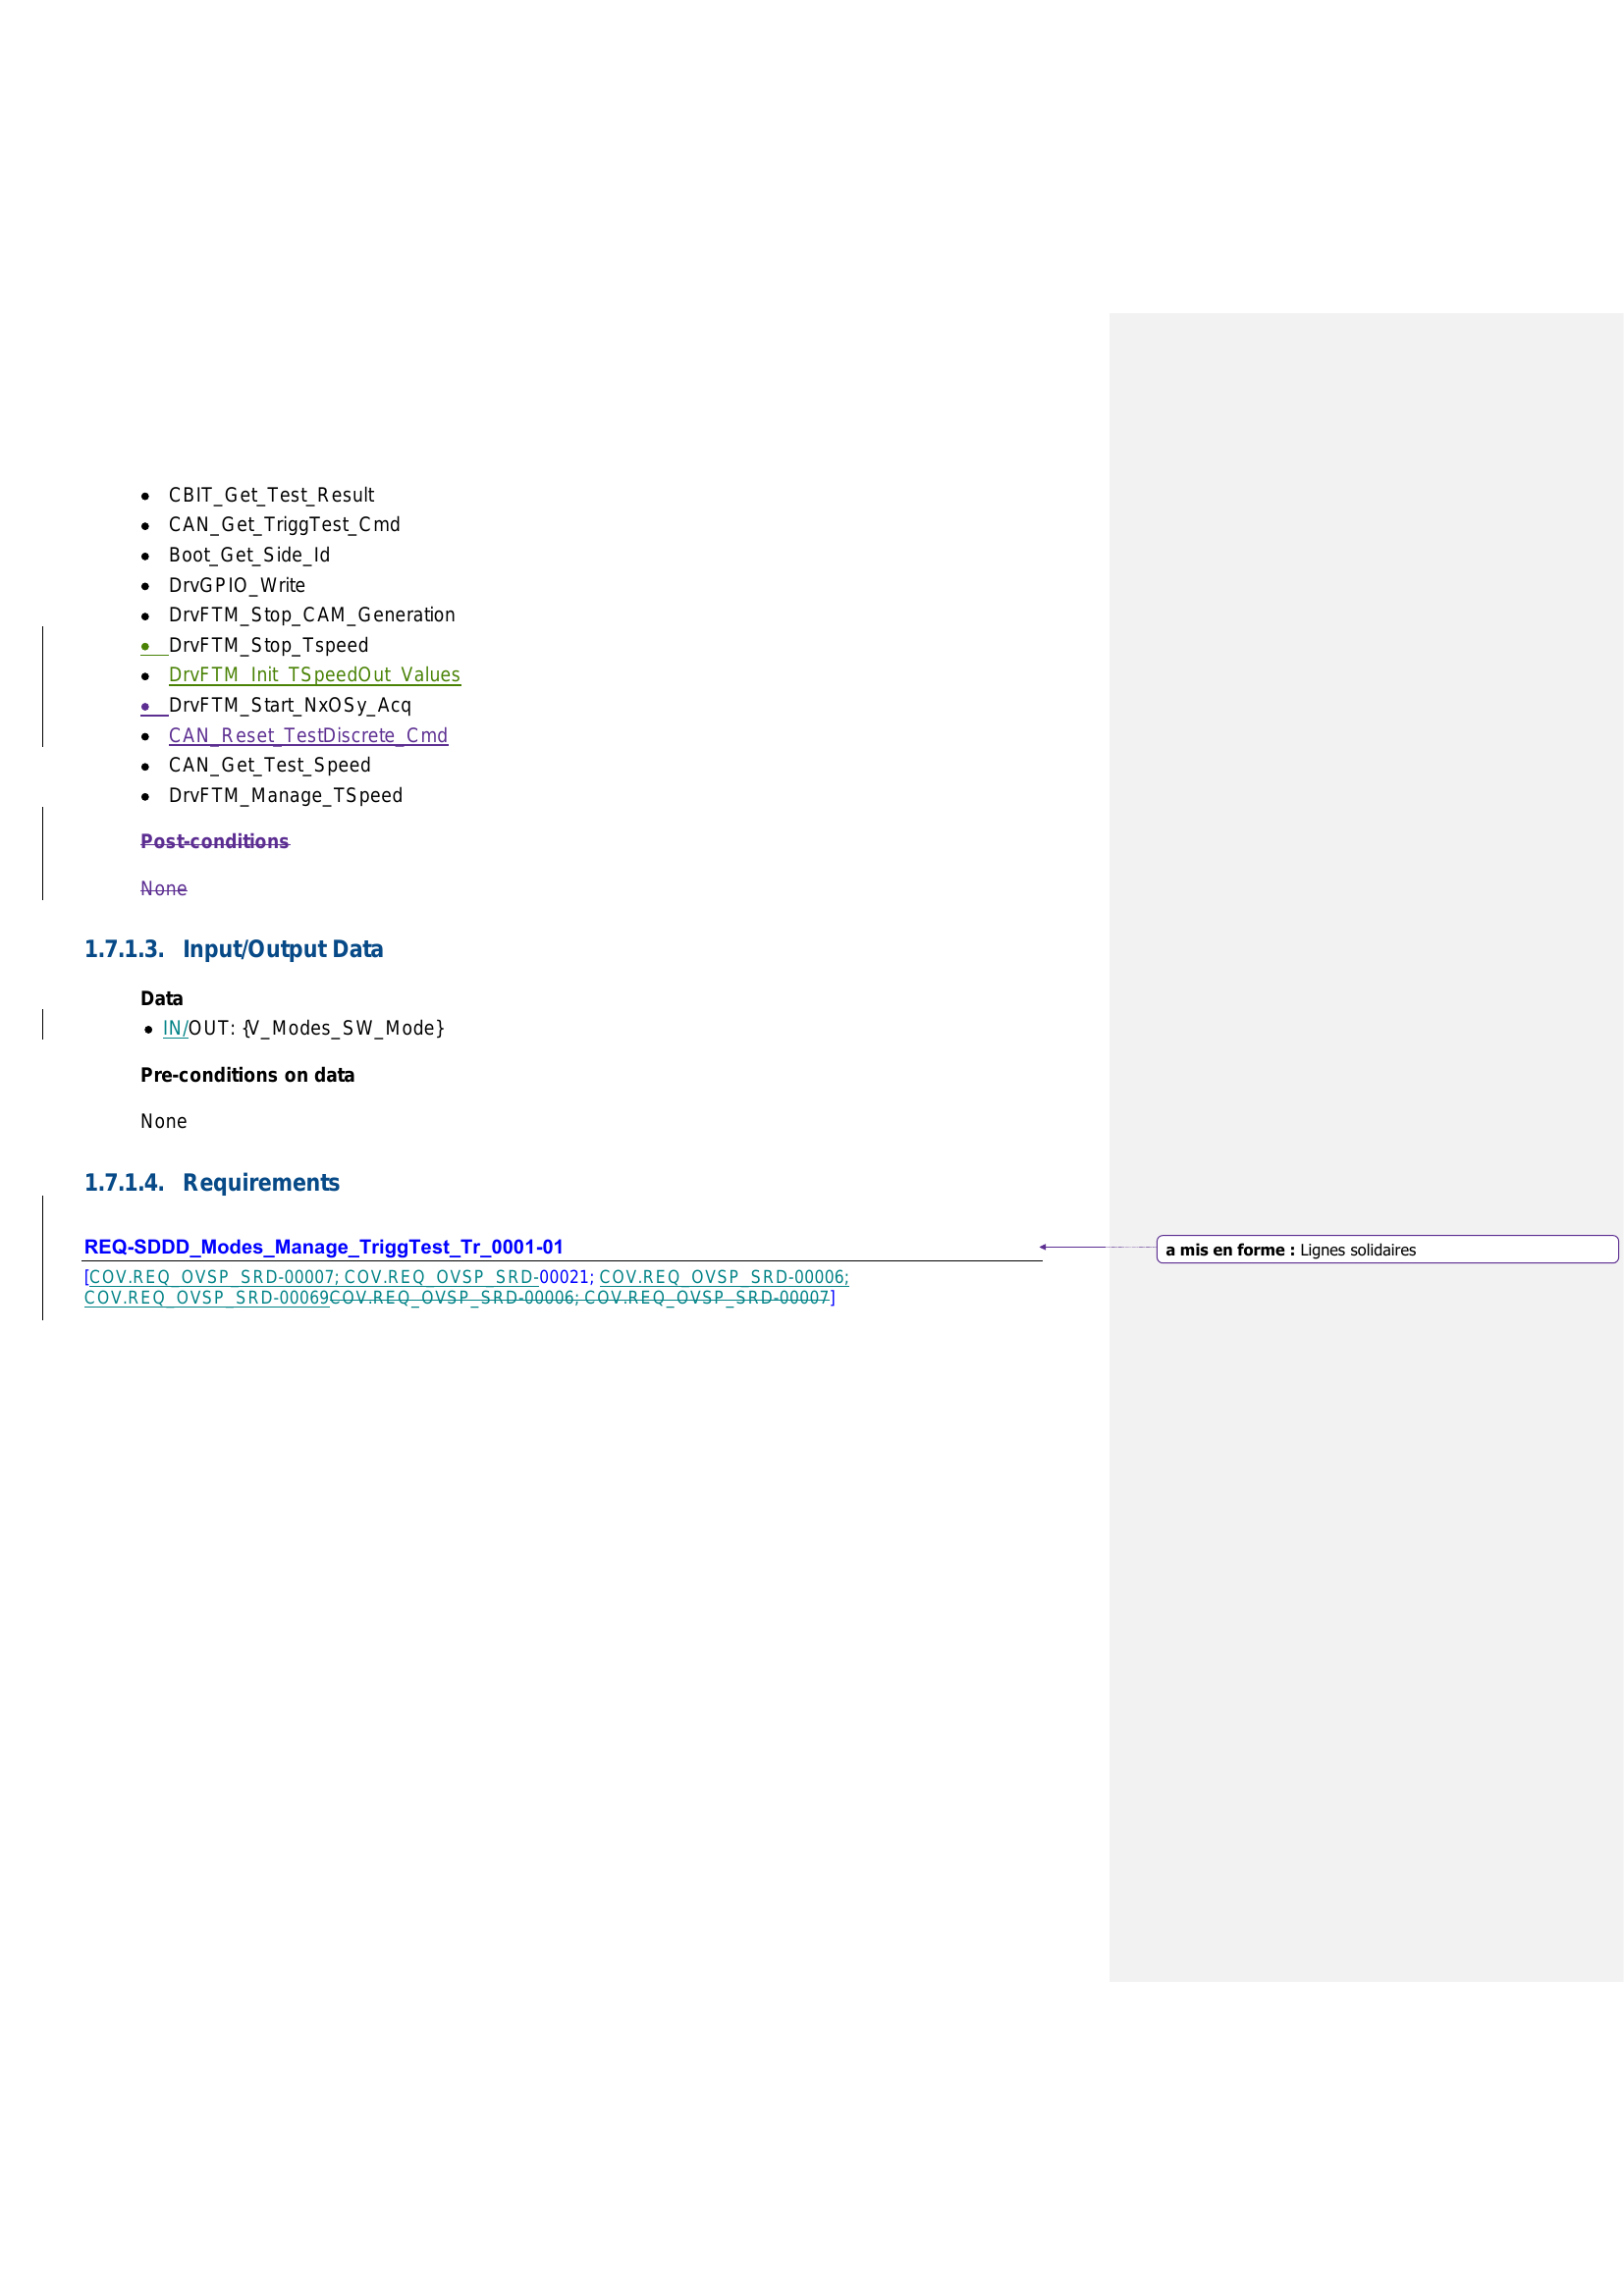 ● CBIT_Get_Test_Result
● CAN_Get_TriggTest_Cmd
● Boot_Get_Side_Id
● DrvGPIO_Write
● DrvFTM_Stop_CAM_Generation
● DrvFTM_Stop_Tspeed
● DrvFTM_Init_TSpeedOut_Values
● DrvFTM_Start_NxOSy_Acq
● CAN_Reset_TestDiscrete_Cmd
● CAN_Get_Test_Speed
● DrvFTM_Manage_TSpeed
Post-conditions
None
1.7.1.3. Input/Output Data
Data
● IN/OUT: {V_Modes_SW_Mode}
Pre-conditions on data
None
1.7.1.4. Requirements
REQ-SDDD_Modes_Manage_TriggTest_Tr_0001-01
a mis en forme : Lignes solidaires
[COV.REQ_OVSP_SRD-00007; COV.REQ_OVSP_SRD-00021; COV.REQ_OVSP_SRD-00006;
COV.REQ_OVSP_SRD-00069COV.REQ_OVSP_SRD-00006; COV.REQ_OVSP_SRD-00007]